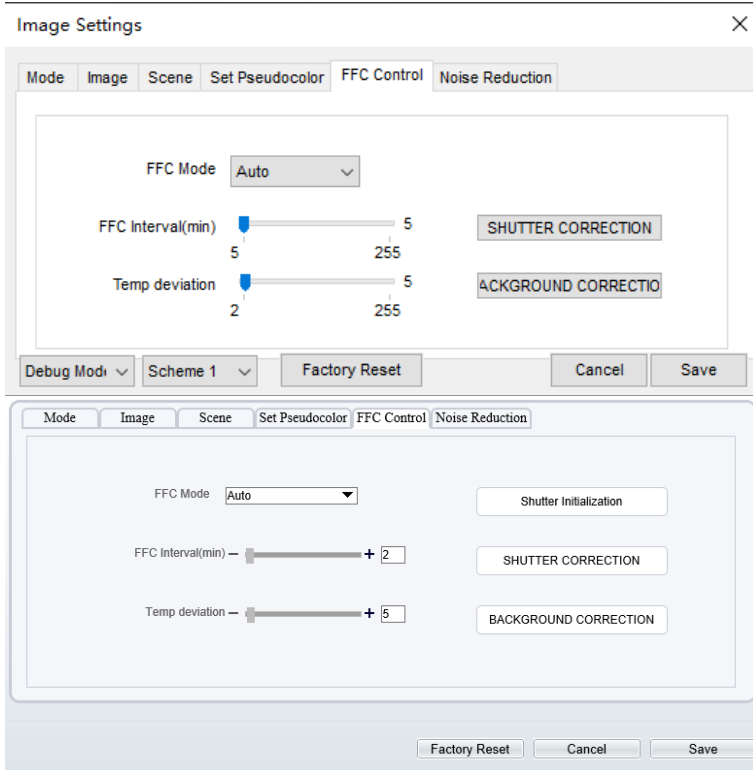 Image Settings
Mode Image Scene Set Pseudocolor FFC Control Noise Reduction
FFC Mode Auto
FFC Interval(min) 5 SHUTTER CORRECTION
5 255
Temp deviation 5 ACKGROUND CORRECTIO
2 255
Debug Mode Scheme 1 Factory Reset Cancel Save
Mode Image Scene Set Pseudocolor FFC Control Noise Reduction
FFC Mode Auto Shutter Initialization
FFC Interval(min) − + 2 SHUTTER CORRECTION
Temp deviation − + 5 BACKGROUND CORRECTION
Factory Reset Cancel Save